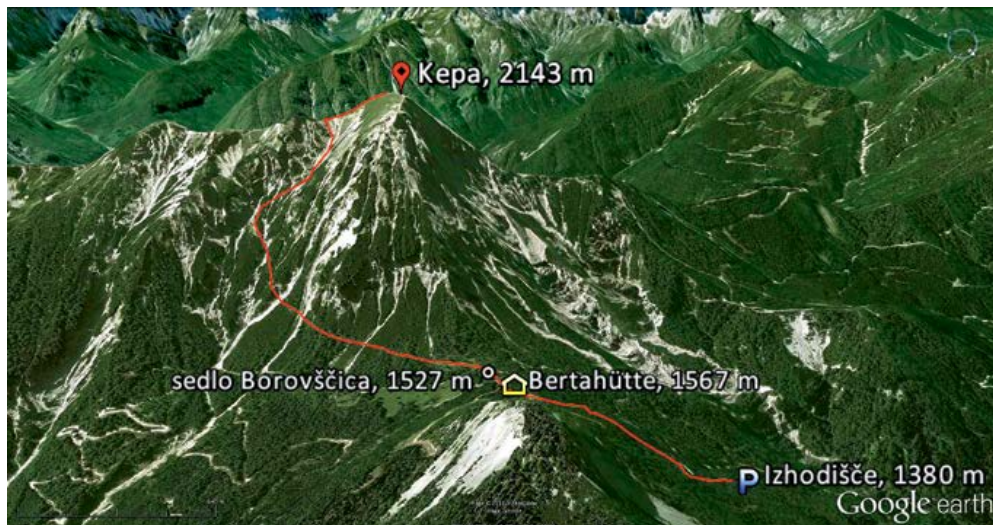 Kepa, 2143 m
sedlo Borovščica, 1527 m
Bertahütte, 1567 m
P Izhodišče, 1380 m
Google earth